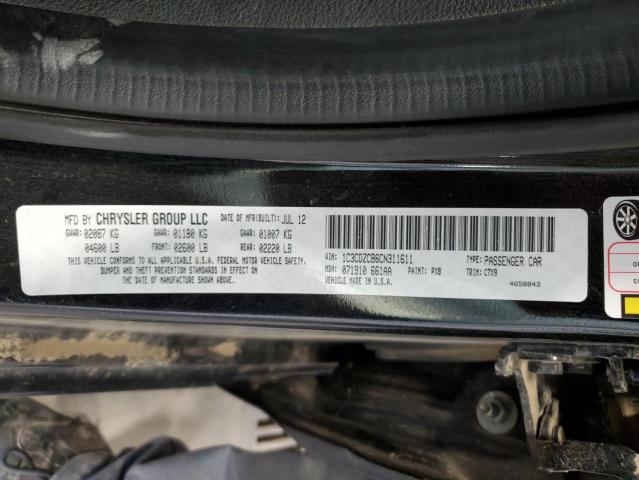 MFD BY CHRYSLER GROUP LLC DATE OF MFR(BUILT): JUL 12
GVWR: 02087 KG GAWR: 01180 KG GAWR: 01007 KG
04600 LB FRONT: 02600 LB REAR: 02220 LB
THIS VEHICLE CONFORMS TO ALL APPLICABLE U.S.A. FEDERAL MOTOR VEHICLE SAFETY,
BUMPER AND THEFT PREVENTION STANDARDS IN EFFECT ON
THE DATE OF MANUFACTURE SHOWN ABOVE.
VIN: 1C3CDZCB6CN311611 TYPE: PASSENGER CAR
MDH: 071910 661AA PAINT: PX8 TRIM: C7X9
VEHICLE MADE IN U.S.A.
4658843